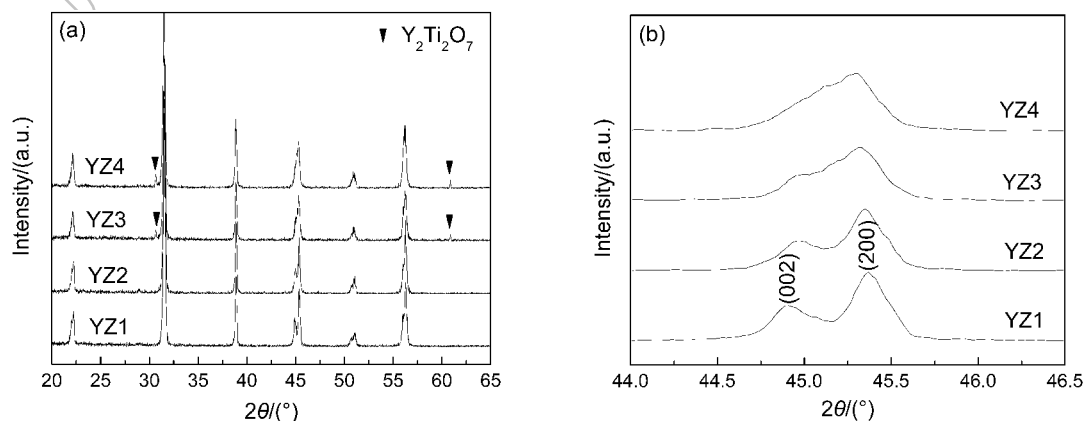 (a)
▼ Y2Ti2O7
Intensity/(a.u.)
YZ4
YZ3
YZ2
YZ1
20 25 30 35 40 45 50 55 60 65
2θ/(°)
(b)
Intensity/(a.u.)
YZ4
YZ3
YZ2
(002)
(200)
YZ1
44.0 44.5 45.0 45.5 46.0 46.5
2θ/(°)